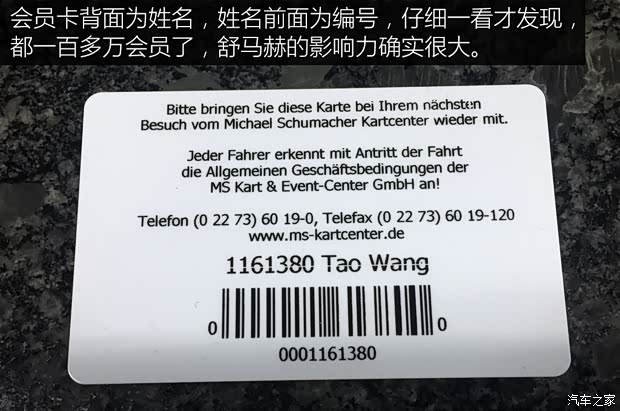 会员卡背面为姓名，姓名前面为编号，仔细一看才发现，
都一百多万会员了，舒马赫的影响力确实很大。
Bitte bringen Sie diese Karte bei Ihrem nächsten
Besuch vom Michael Schumacher Kartcenter wieder mit.
Jeder Fahrer erkennt mit Antritt der Fahrt
die Allgemeinen Geschäftsbedingungen der
MS Kart & Event-Center GmbH an!
Telefon (0 22 73) 60 19-0, Telefax (0 22 73) 60 19-120
www.ms-kartcenter.de
1161380 Tao Wang
0 0
0001161380
汽车之家